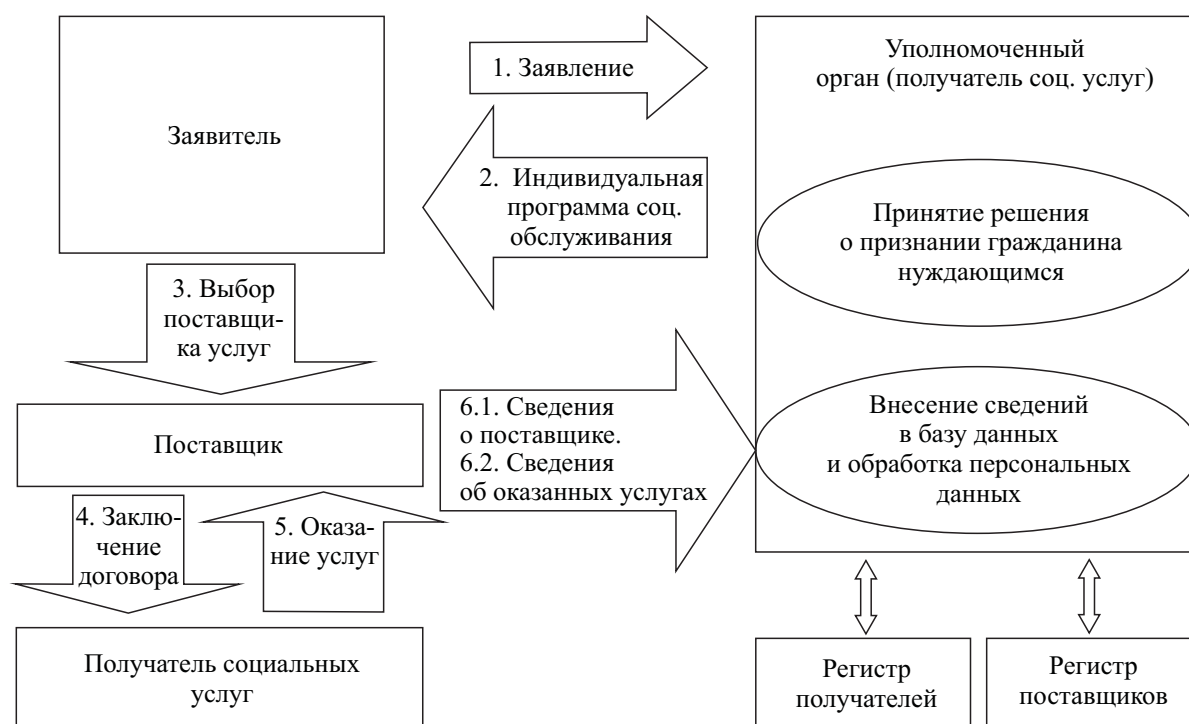 Заявитель
1. Заявление
Уполномоченный
орган (получатель соц. услуг)
2. Индивидуальная
программа соц.
обслуживания
Принятие решения
о признании гражданина
нуждающимся
3. Выбор
поставщи-
ка услуг
Поставщик
6.1. Сведения
о поставщике.
6.2. Сведения
об оказанных услугах
Внесение сведений
в базу данных
и обработка персональных
данных
4. Заклю-
чение
договора
5. Оказа-
ние услуг
Получатель социальных
услуг
Регистр
получателей
Регистр
поставщиков